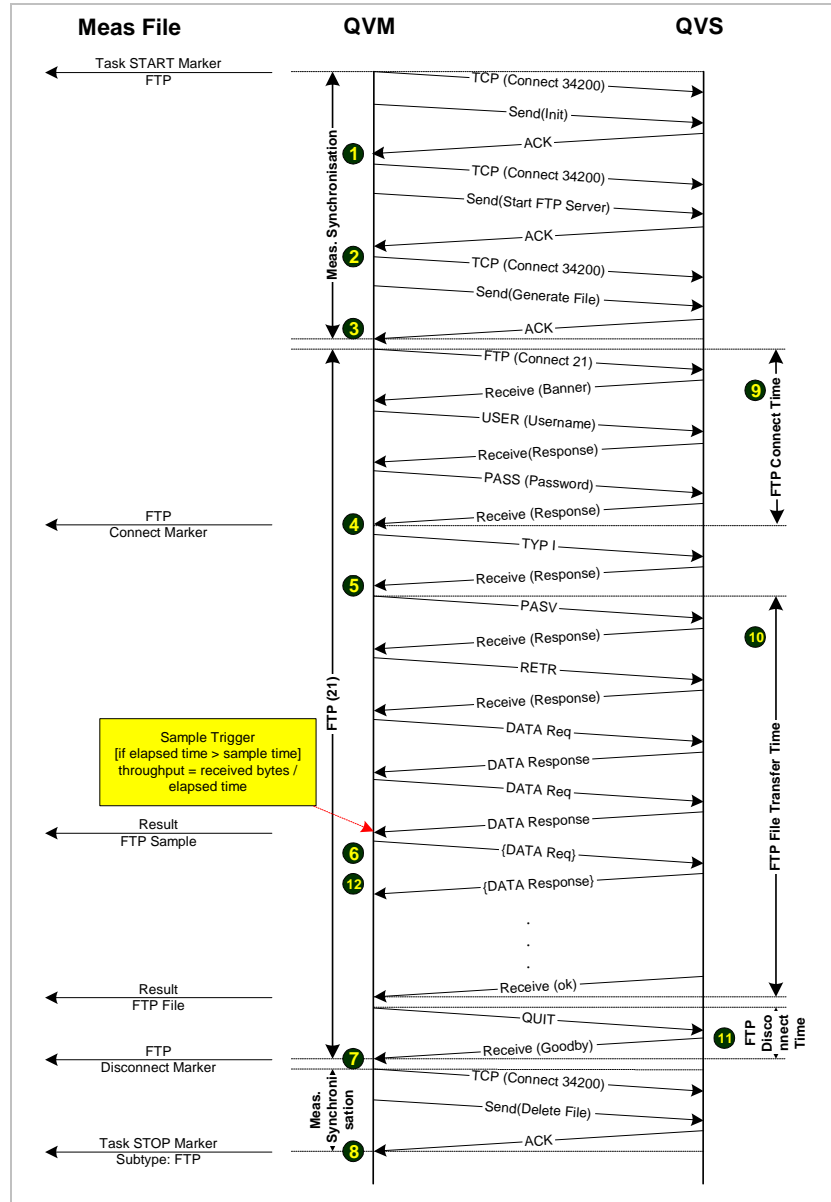 Meas File
QVM
QVS
Task START Marker
FTP
TCP (Connect 34200)
Send(Init)
ACK
1
TCP (Connect 34200)
Send(Start FTP Server)
ACK
2
TCP (Connect 34200)
Send(Generate File)
ACK
3
Meas. Synchronisation
FTP (Connect 21)
Receive (Banner)
9
USER (Username)
Receive(Response)
PASS (Password)
Receive (Response)
FTP Connect Time
FTP
Connect Marker
4
TYP I
Receive (Response)
5
PASV
Receive (Response)
10
RETR
Receive (Response)
FTP (21)
DATA Req
DATA Response
DATA Req
DATA Response
Sample Trigger
[if elapsed time > sample time]
throughput = received bytes /
elapsed time
Result
FTP Sample
6
{DATA Req}
12
{DATA Response}
.
.
.
FTP File Transfer Time
Receive (ok)
Result
FTP File
QUIT
11
FTP
Disco
nnect
Time
Receive (Goodby)
FTP
Disconnect Marker
7
TCP (Connect 34200)
Send(Delete File)
ACK
Meas.
Synchroni
sation
Task STOP Marker
Subtype: FTP
8